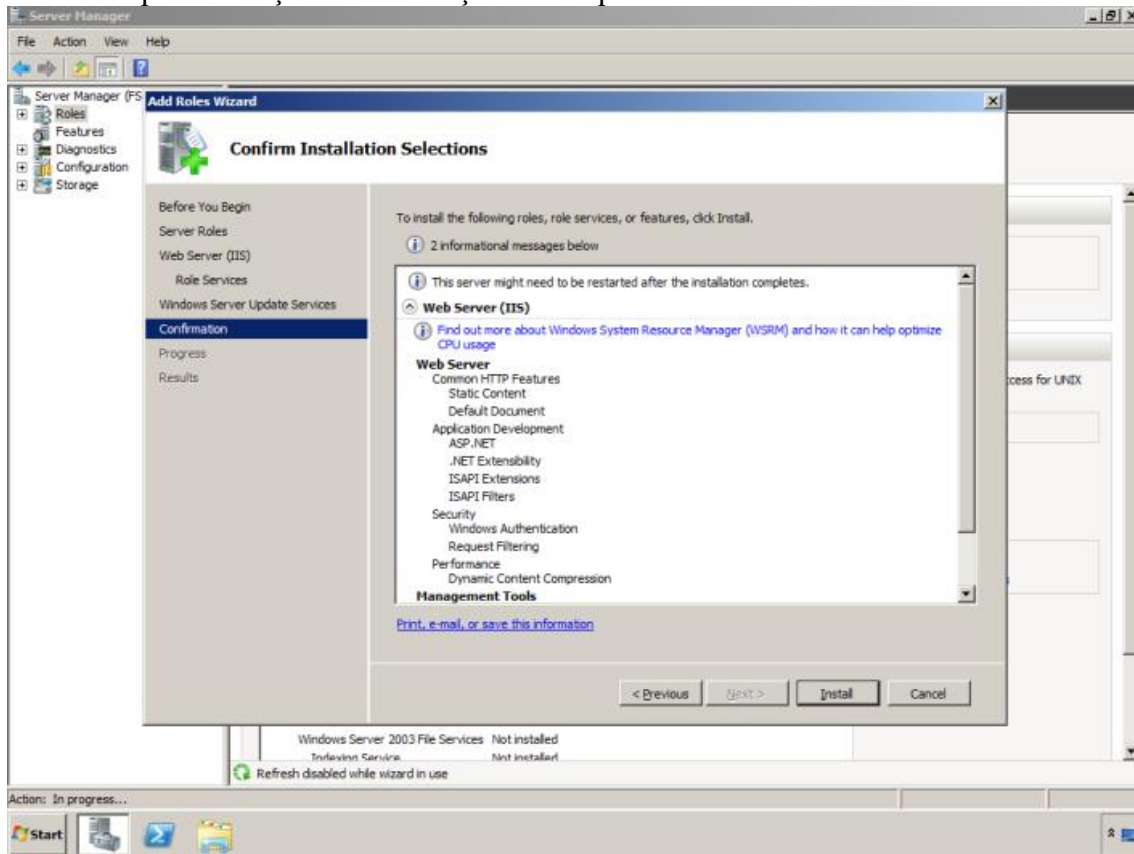 Server Manager
File Action View Help
Server Manager (FS
Roles
Features
Diagnostics
Configuration
Storage
Add Roles Wizard
Confirm Installation Selections
Before You Begin
Server Roles
Web Server (IIS)
Role Services
Windows Server Update Services
Confirmation
Progress
Results
To install the following roles, role services, or features, click Install.
2 informational messages below
This server might need to be restarted after the installation completes.
Web Server (IIS)
Find out more about Windows System Resource Manager (WSRM) and how it can help optimize
CPU usage
Web Server
Common HTTP Features
Static Content
Default Document
Application Development
ASP.NET
.NET Extensibility
ISAPI Extensions
ISAPI Filters
Security
Windows Authentication
Request Filtering
Performance
Dynamic Content Compression
Management Tools
Print, e-mail, or save this information
< Previous Next > Install Cancel
ccess for UNIX
Windows Server 2003 File Services Not installed
Indexing Service Not installed
Refresh disabled while wizard in use
Action: In progress...
Start